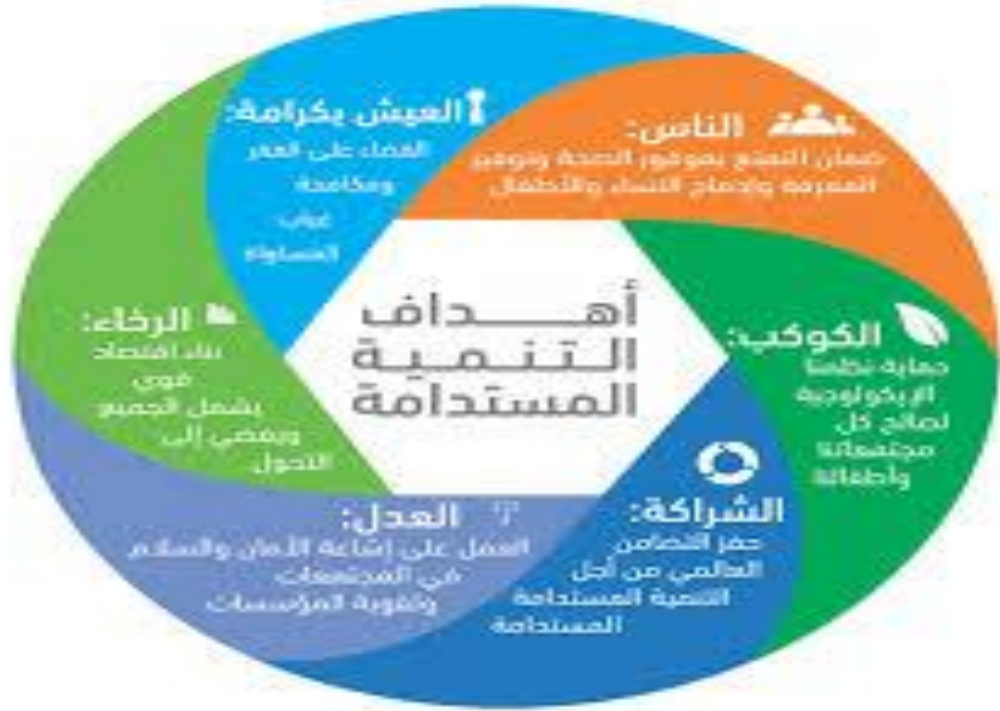 أهداف
التنمية
المستدامة
الناس:
ضمان التمتع بموفور الصحة وتوفير
المعرفة وإدماج النساء والأطفال
الكوكب:
حماية نظمنا
الإيكولوجية
لصالح كل
مجتمعاتنا
وأطفالنا
الشراكة:
حفز التضامن
العالمي من أجل
التنمية المستدامة
المستدامة
العدل:
العمل على إشاعة الأمان والسلام
في المجتمعات
وتقوية المؤسسات
الرخاء:
بناء اقتصاد
قوي
يشمل الجميع
ويفضي إلى
التحول
العيش بكرامة:
القضاء على الفقر
ومكافحة
غياب
المساواة